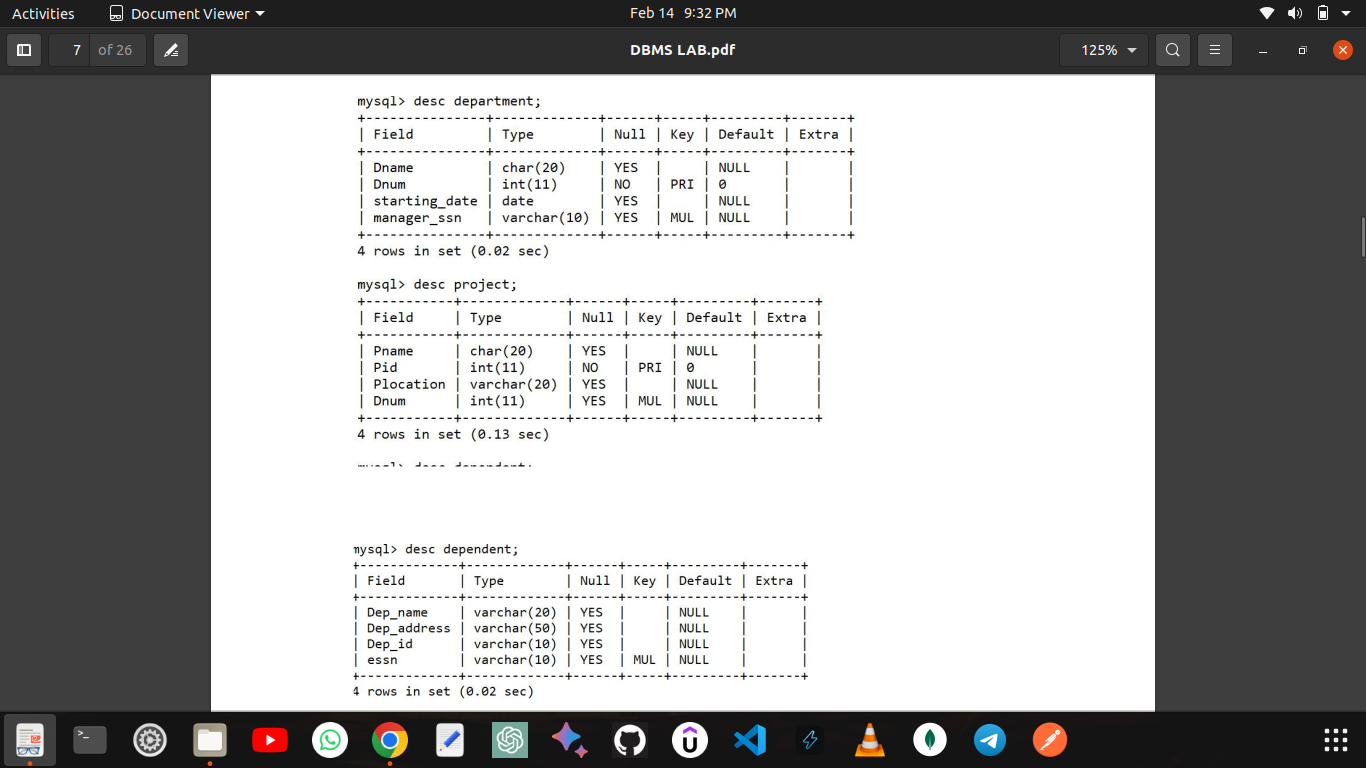 Activities Document Viewer Feb 14 9:32 PM
7 of 26 DBMS LAB.pdf 125%
mysql> desc department;
+---------------+-------------+------+-----+---------+-------+
| Field | Type | Null | Key | Default | Extra |
+---------------+-------------+------+-----+---------+-------+
| Dname | char(20) | YES | | NULL | |
| Dnum | int(11) | NO | PRI | 0 | |
| starting_date | date | YES | | NULL | |
| manager_ssn | varchar(10) | YES | MUL | NULL | |
+---------------+-------------+------+-----+---------+-------+
4 rows in set (0.02 sec)
mysql> desc project;
+-----------+-------------+------+-----+---------+-------+
| Field | Type | Null | Key | Default | Extra |
+-----------+-------------+------+-----+---------+-------+
| Pname | char(20) | YES | | NULL | |
| Pid | int(11) | NO | PRI | 0 | |
| Plocation | varchar(20) | YES | | NULL | |
| Dnum | int(11) | YES | MUL | NULL | |
+-----------+-------------+------+-----+---------+-------+
4 rows in set (0.13 sec)
mysql> desc dependent;
mysql> desc dependent;
+-------------+-------------+------+-----+---------+-------+
| Field | Type | Null | Key | Default | Extra |
+-------------+-------------+------+-----+---------+-------+
| Dep_name | varchar(20) | YES | | NULL | |
| Dep_address | varchar(50) | YES | | NULL | |
| Dep_id | varchar(10) | YES | | NULL | |
| essn | varchar(10) | YES | MUL | NULL | |
+-------------+-------------+------+-----+---------+-------+
4 rows in set (0.02 sec)